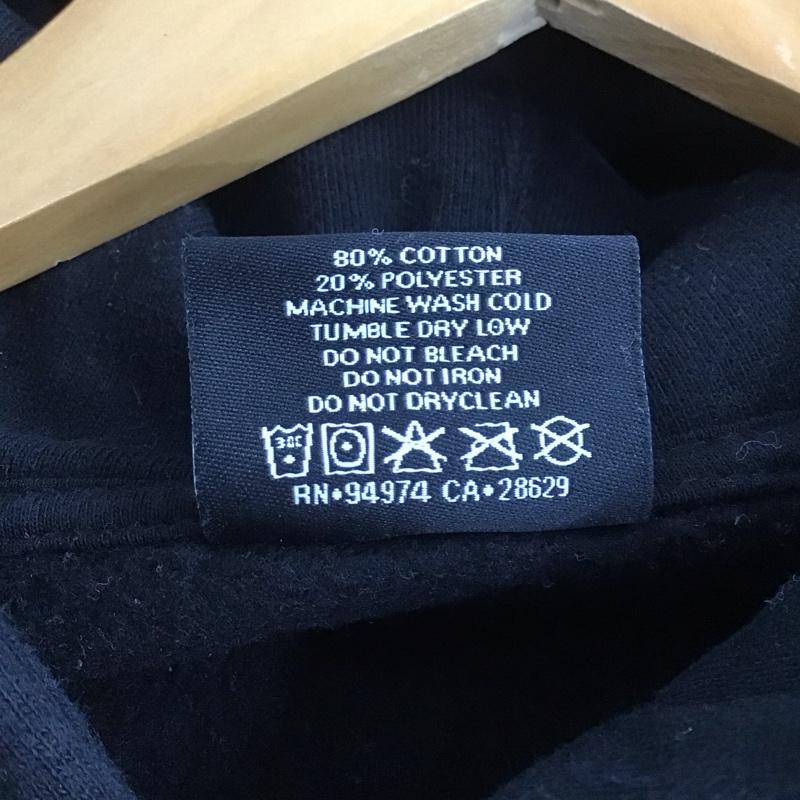 80% COTTON
20% POLYESTER
MACHINE WASH COLD
TUMBLE DRY LOW
DO NOT BLEACH
DO NOT IRON
DO NOT DRYCLEAN
30C
RN•94974 CA•28629